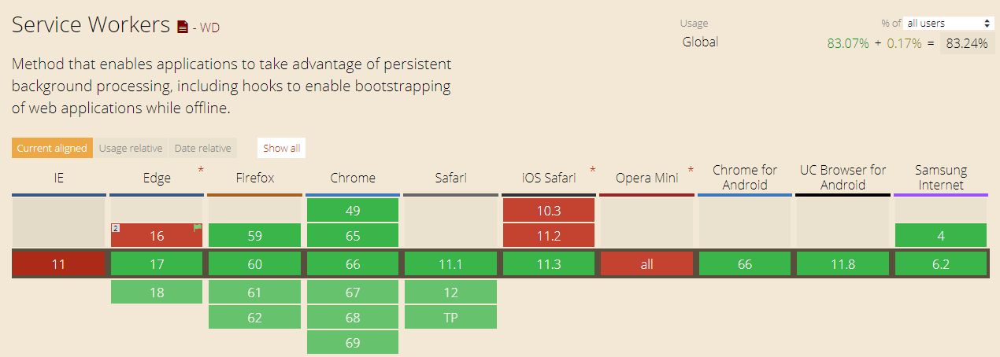 Service Workers - WD
Usage % of all users
Global 83.07% + 0.17% = 83.24%
Method that enables applications to take advantage of persistent
background processing, including hooks to enable bootstrapping
of web applications while offline.
Current aligned Usage relative Date relative Show all
IE Edge * Firefox Chrome Safari iOS Safari * Opera Mini * Chrome for Android UC Browser for Android Samsung Internet
49 10.3
2 16 59 65 11.2 4
11 17 60 66 11.1 11.3 all 66 11.8 6.2
18 61 67 12
62 68 TP
69